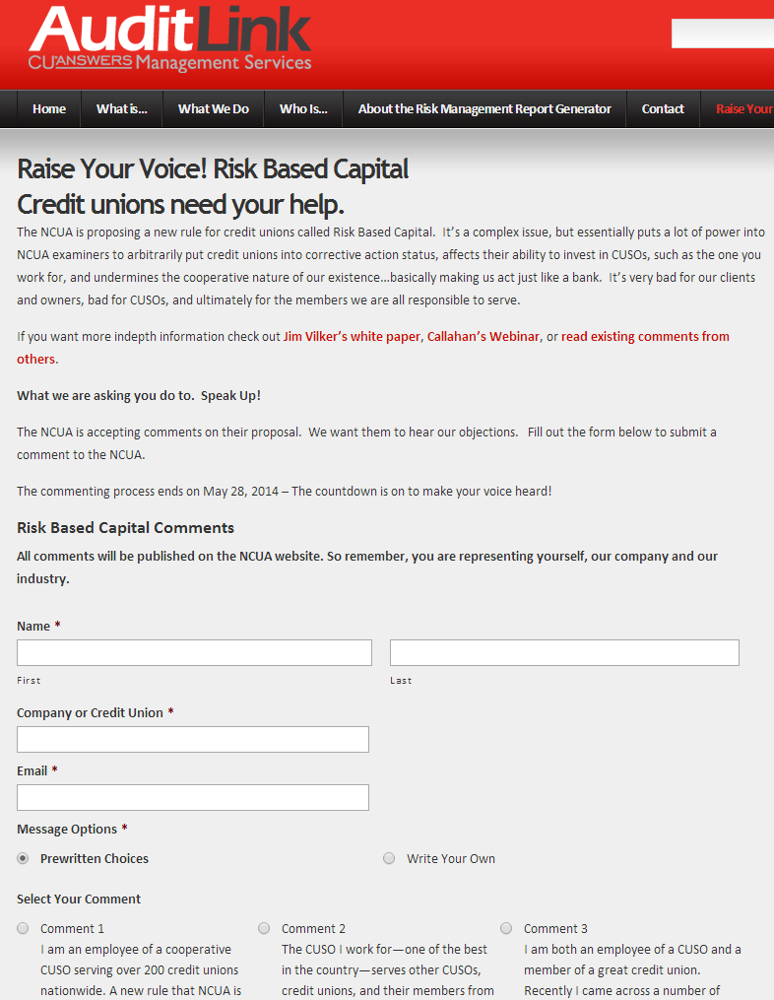 AuditLink
CU*ANSWERS Management Services
Home What is... What We Do Who Is... About the Risk Management Report Generator Contact Raise Your
Raise Your Voice! Risk Based Capital
Credit unions need your help.
The NCUA is proposing a new rule for credit unions called Risk Based Capital. It's a complex issue, but essentially puts a lot of power into
NCUA examiners to arbitrarily put credit unions into corrective action status, affects their ability to invest in CUSOs, such as the one you
work for, and undermines the cooperative nature of our existence...basically making us act just like a bank. It's very bad for our clients
and owners, bad for CUSOs, and ultimately for the members we are all responsible to serve.
If you want more indepth information check out Jim Vilker's white paper, Callahan's Webinar, or read existing comments from
others.
What we are asking you do to. Speak Up!
The NCUA is accepting comments on their proposal. We want them to hear our objections. Fill out the form below to submit a
comment to the NCUA.
The commenting process ends on May 28, 2014 – The countdown is on to make your voice heard!
Risk Based Capital Comments
All comments will be published on the NCUA website. So remember, you are representing yourself, our company and our
industry.
Name *
First Last
Company or Credit Union *
Email *
Message Options *
Prewritten Choices Write Your Own
Select Your Comment
Comment 1
I am an employee of a cooperative
CUSO serving over 200 credit unions
nationwide. A new rule that NCUA is
Comment 2
The CUSO I work for—one of the best
in the country—serves other CUSOs,
credit unions, and their members from
Comment 3
I am both an employee of a CUSO and a
member of a great credit union.
Recently I came across a number of